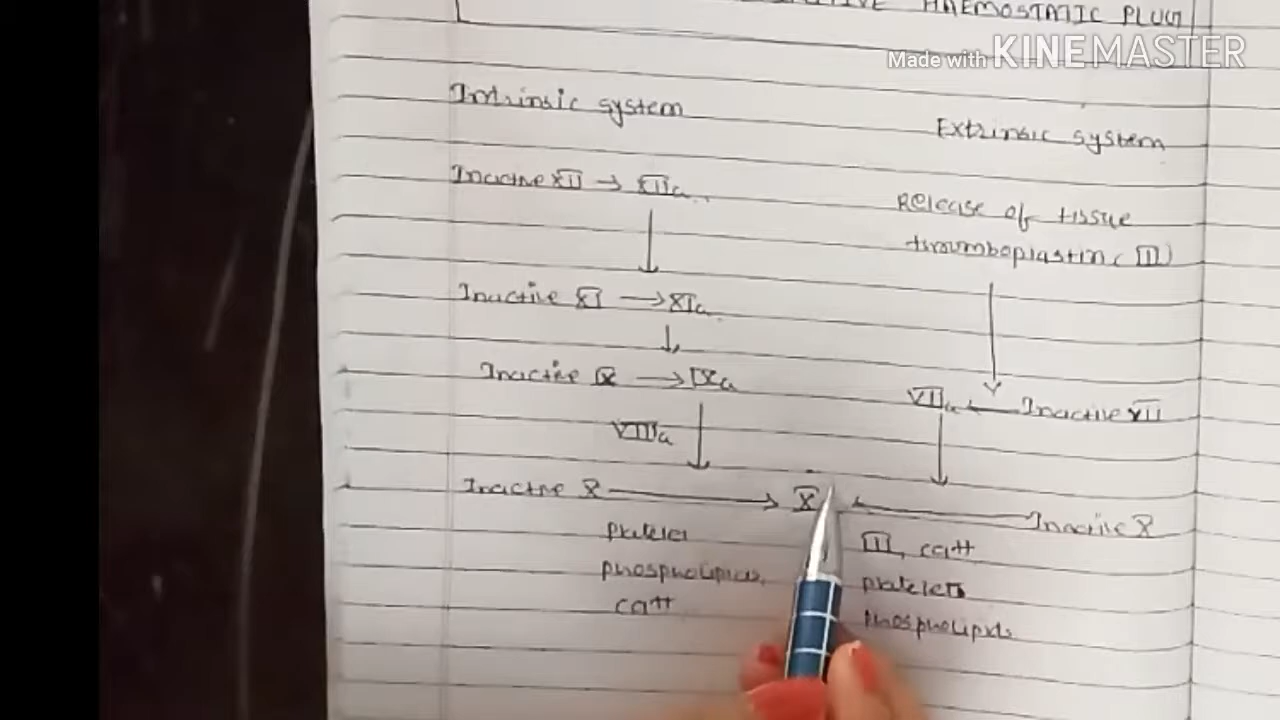 HAEMOSTATIC PLUG
Made with KINEMASTER
Intrinsic system
Extrinsic system
Inactive XII → XIIa
Release of tissue
thromboplastin (III)
Inactive XI → XIa
Inactive IX → IXa
VIIa ← Inactive VII
VIIIa
Inactive X → X ← Inactive X
platelet
III, ca++
phospholipids,
platelets
ca++
phospholipids